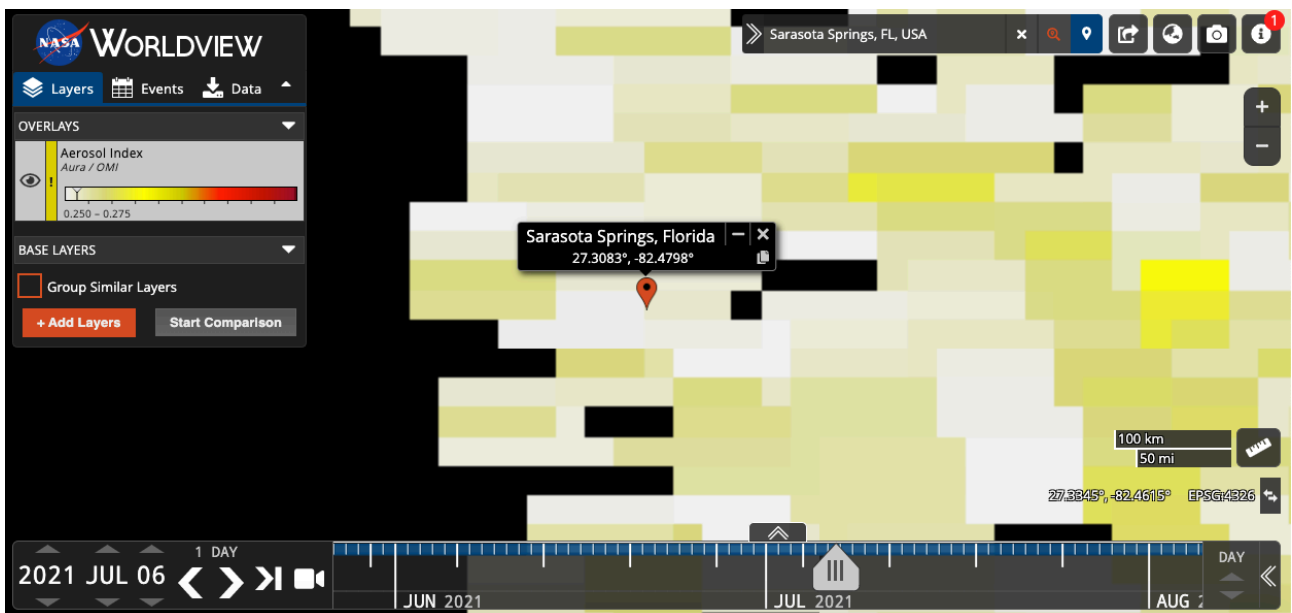 NASA WORLDVIEW
Layers Events Data
OVERLAYS
Aerosol Index
Aura / OMI
!
0.250 – 0.275
BASE LAYERS
Group Similar Layers
+ Add Layers Start Comparison
Sarasota Springs, FL, USA
1
+
−
Sarasota Springs, Florida
27.3083°, -82.4798°
100 km
50 mi
27.3345°, -82.4615° EPSG:4326
1 DAY
2021 JUL 06
JUN 2021 JUL 2021 AUG 2
DAY